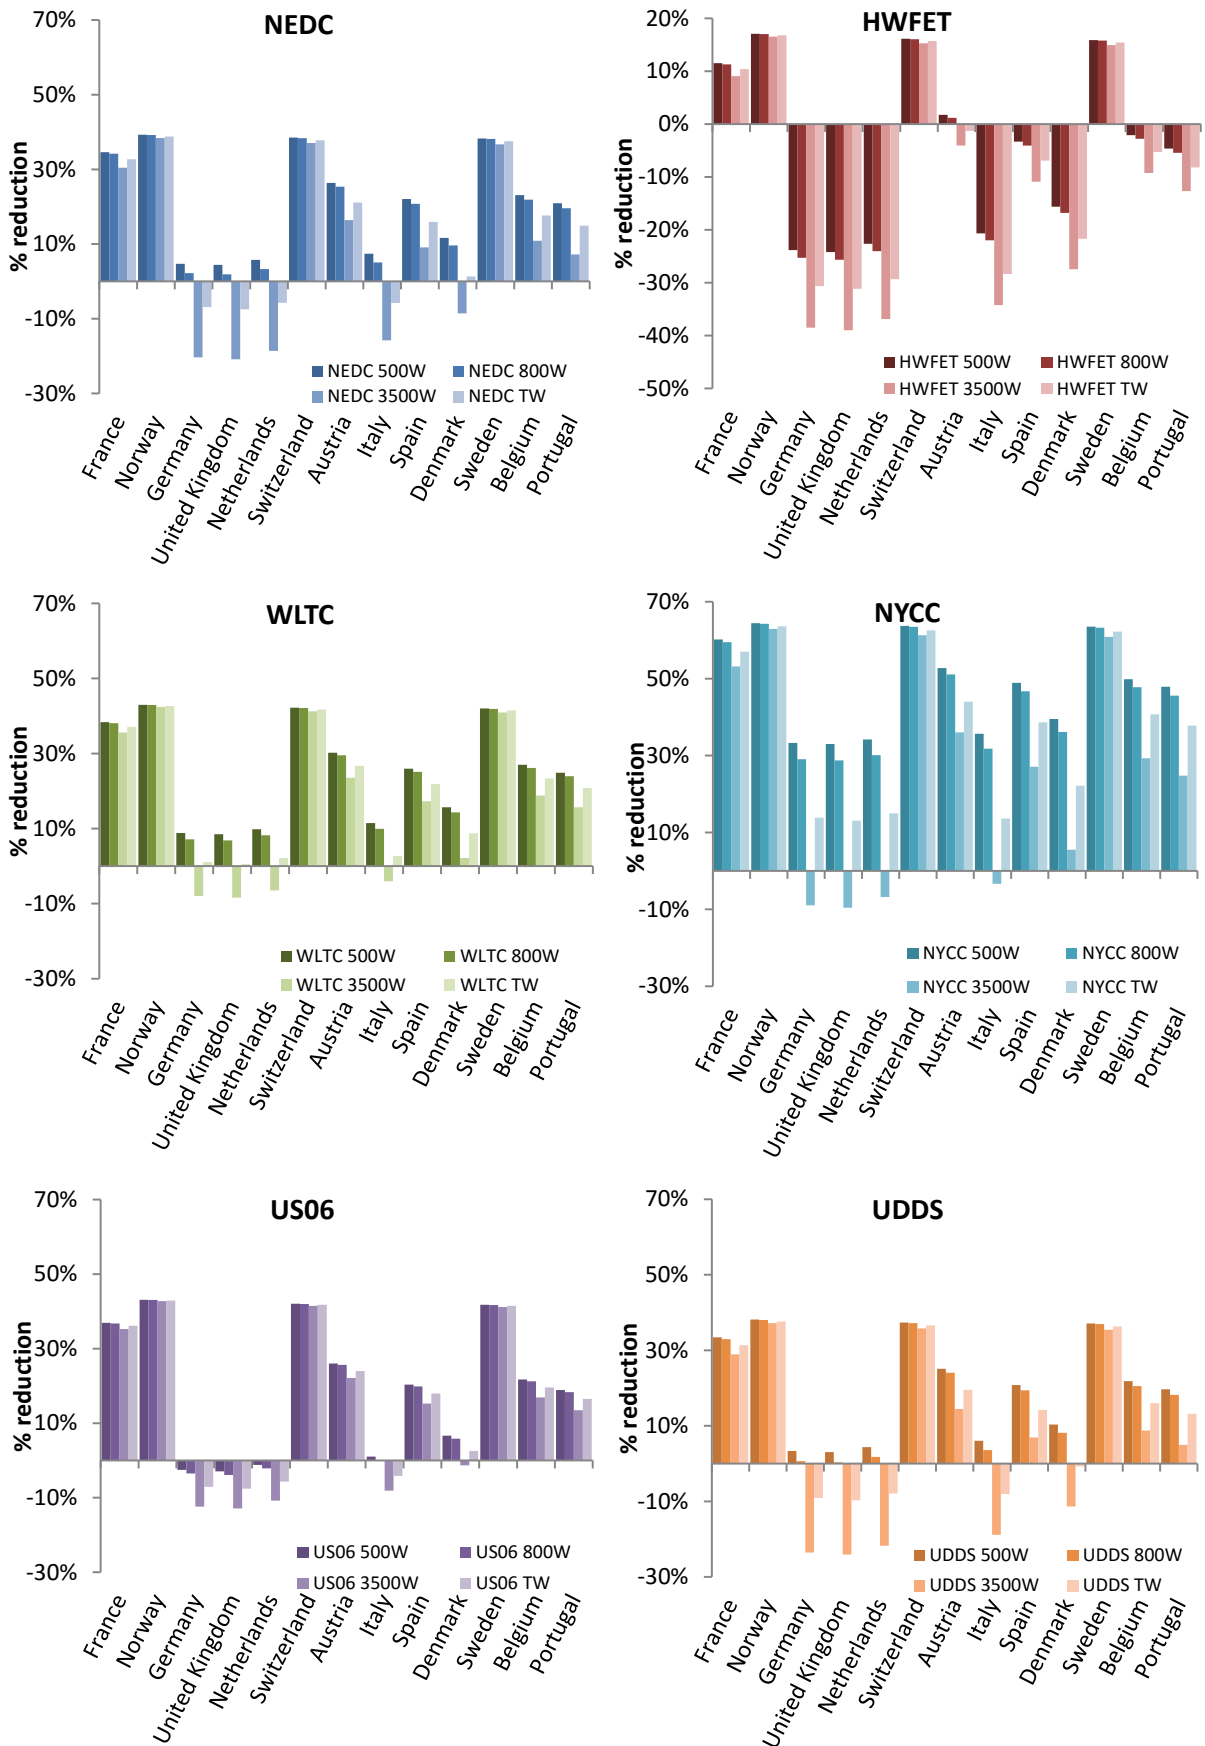 NEDC
70%
50%
30%
10%
-10%
-30%
% reduction
NEDC 500W NEDC 800W
NEDC 3500W NEDC TW
France
Norway
Germany
United Kingdom
Netherlands
Switzerland
Austria
Italy
Spain
Denmark
Sweden
Belgium
Portugal
HWFET
20%
10%
0%
-10%
-20%
-30%
-40%
-50%
% reduction
HWFET 500W HWFET 800W
HWFET 3500W HWFET TW
France
Norway
Germany
United Kingdom
Netherlands
Switzerland
Austria
Italy
Spain
Denmark
Sweden
Belgium
Portugal
WLTC
70%
50%
30%
10%
-10%
-30%
% reduction
WLTC 500W WLTC 800W
WLTC 3500W WLTC TW
France
Norway
Germany
United Kingdom
Netherlands
Switzerland
Austria
Italy
Spain
Denmark
Sweden
Belgium
Portugal
NYCC
70%
50%
30%
10%
-10%
-30%
% reduction
NYCC 500W NYCC 800W
NYCC 3500W NYCC TW
France
Norway
Germany
United Kingdom
Netherlands
Switzerland
Austria
Italy
Spain
Denmark
Sweden
Belgium
Portugal
US06
70%
50%
30%
10%
-10%
-30%
% reduction
US06 500W US06 800W
US06 3500W US06 TW
France
Norway
Germany
United Kingdom
Netherlands
Switzerland
Austria
Italy
Spain
Denmark
Sweden
Belgium
Portugal
UDDS
70%
50%
30%
10%
-10%
-30%
% reduction
UDDS 500W UDDS 800W
UDDS 3500W UDDS TW
France
Norway
Germany
United Kingdom
Netherlands
Switzerland
Austria
Italy
Spain
Denmark
Sweden
Belgium
Portugal